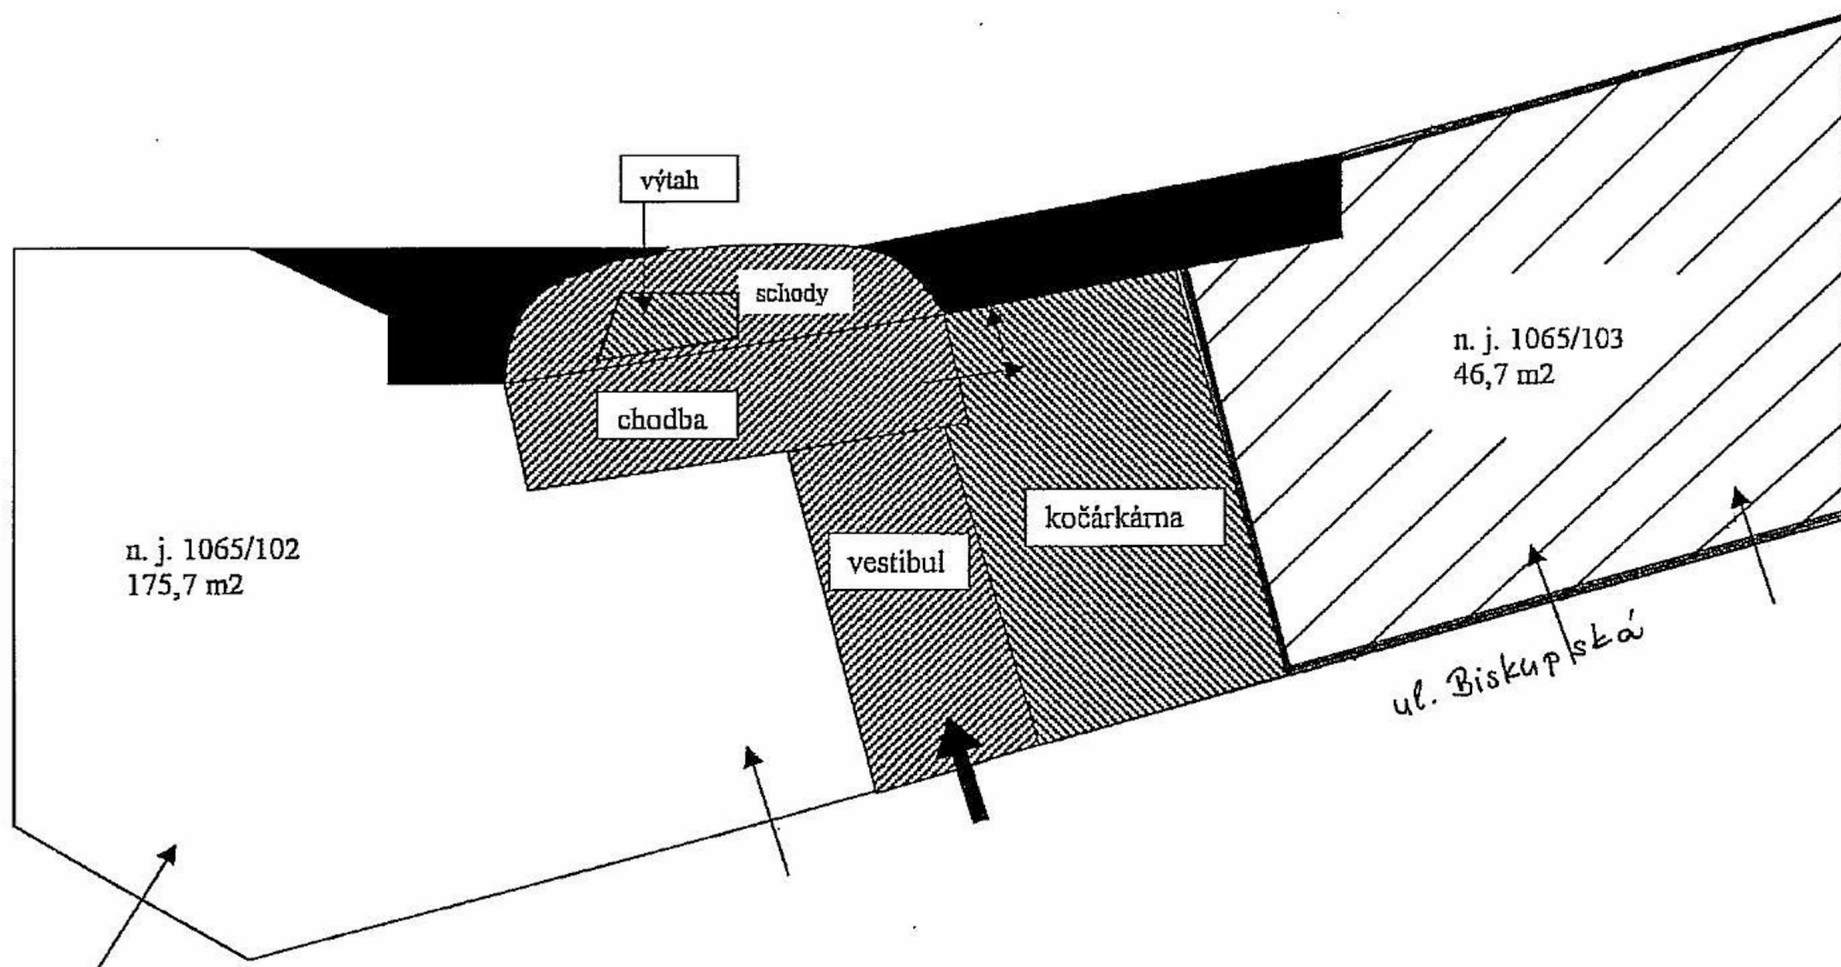 výtah
schody
n. j. 1065/103
46,7 m2
chodba
kočárkárna
n. j. 1065/102
175,7 m2
vestibul
ul. Biskupská